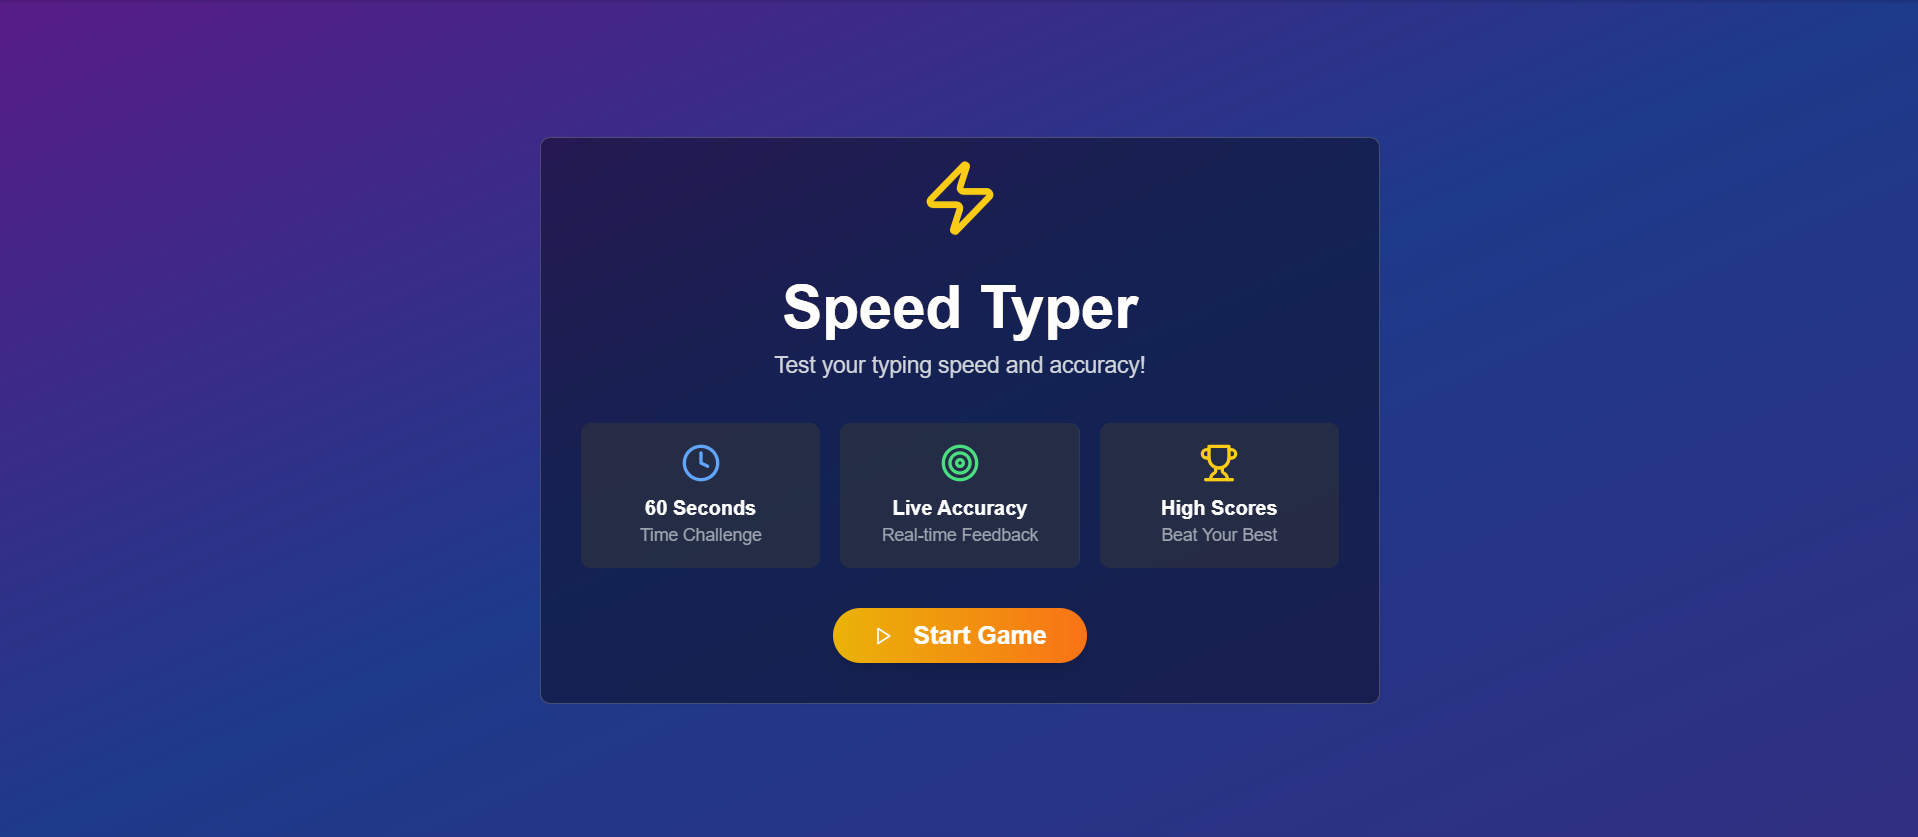 Speed Typer
Test your typing speed and accuracy!
60 Seconds
Time Challenge
Live Accuracy
Real-time Feedback
High Scores
Beat Your Best
Start Game